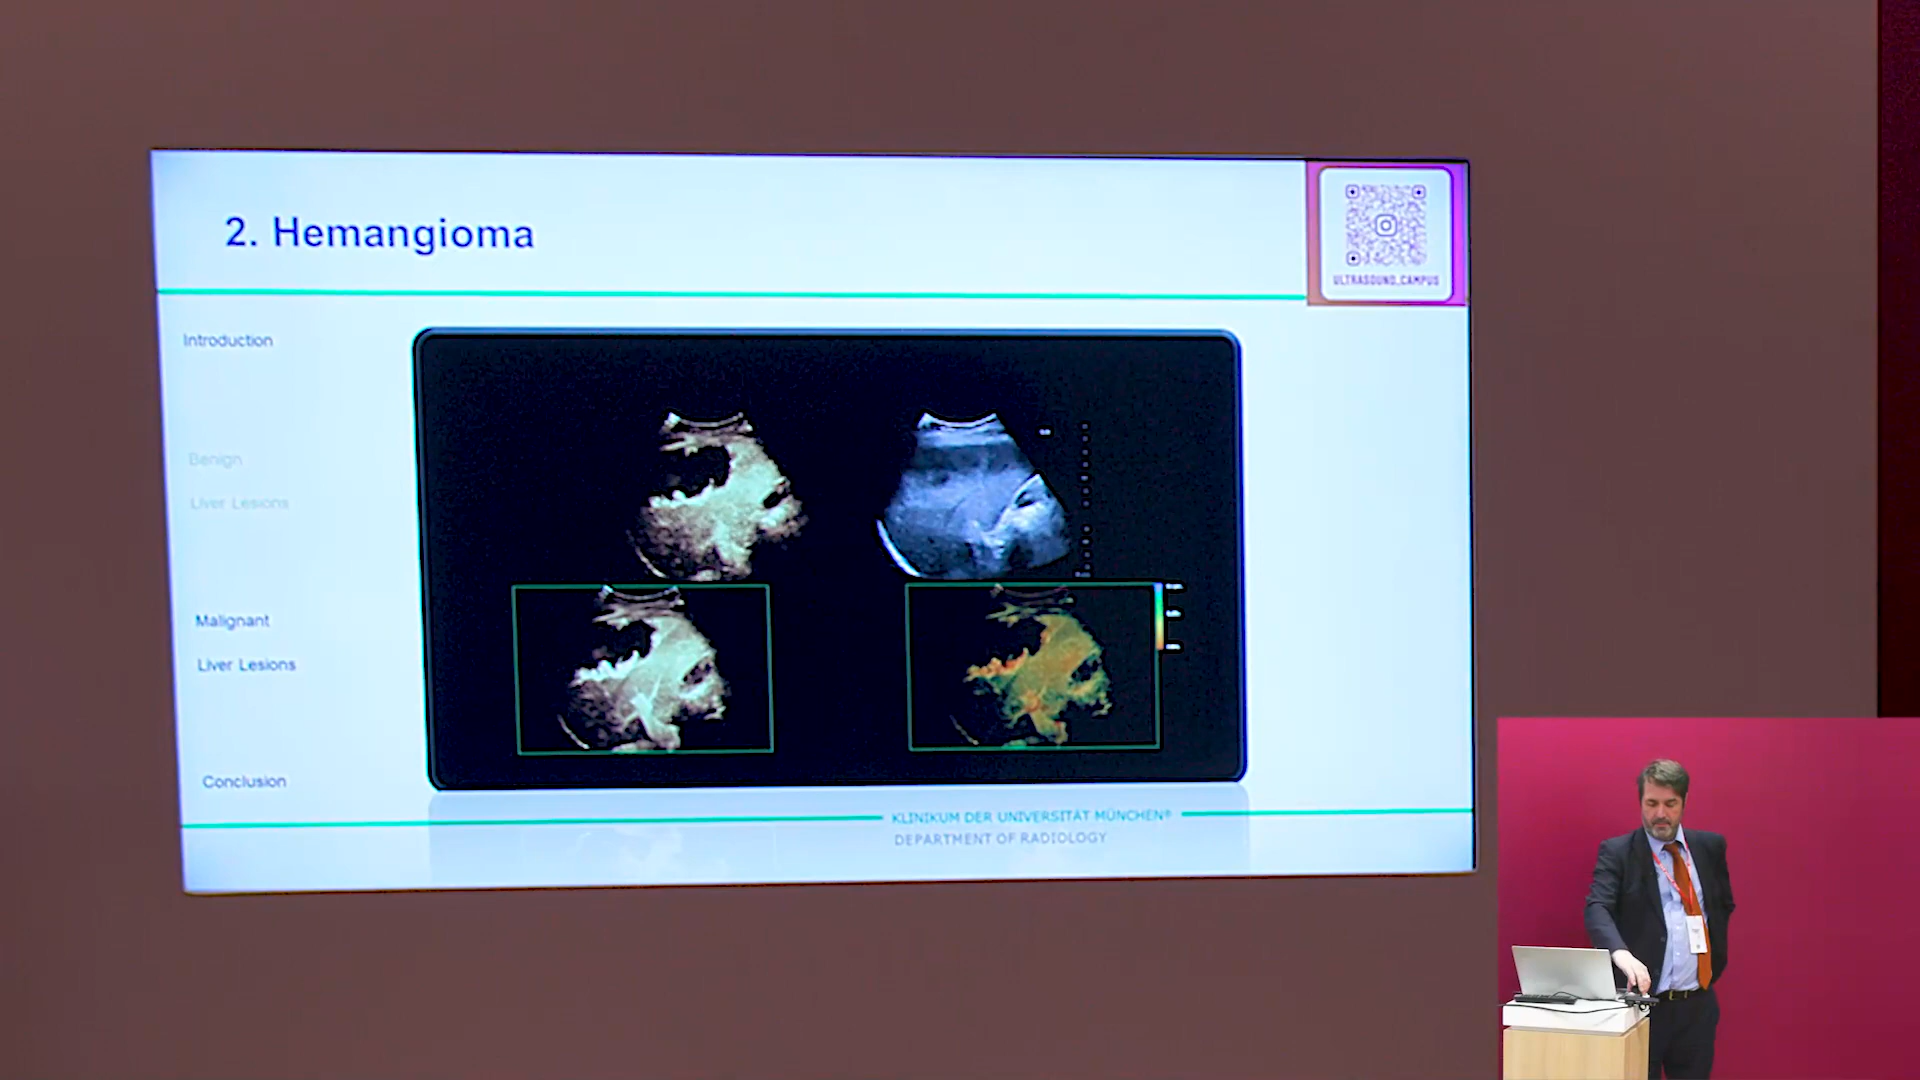 2. Hemangioma
ULTRASOUND_CAMPUS
Introduction
Benign
Liver Lesions
Malignant
Liver Lesions
Conclusion
KLINIKUM DER UNIVERSITÄT MÜNCHEN®
DEPARTMENT OF RADIOLOGY